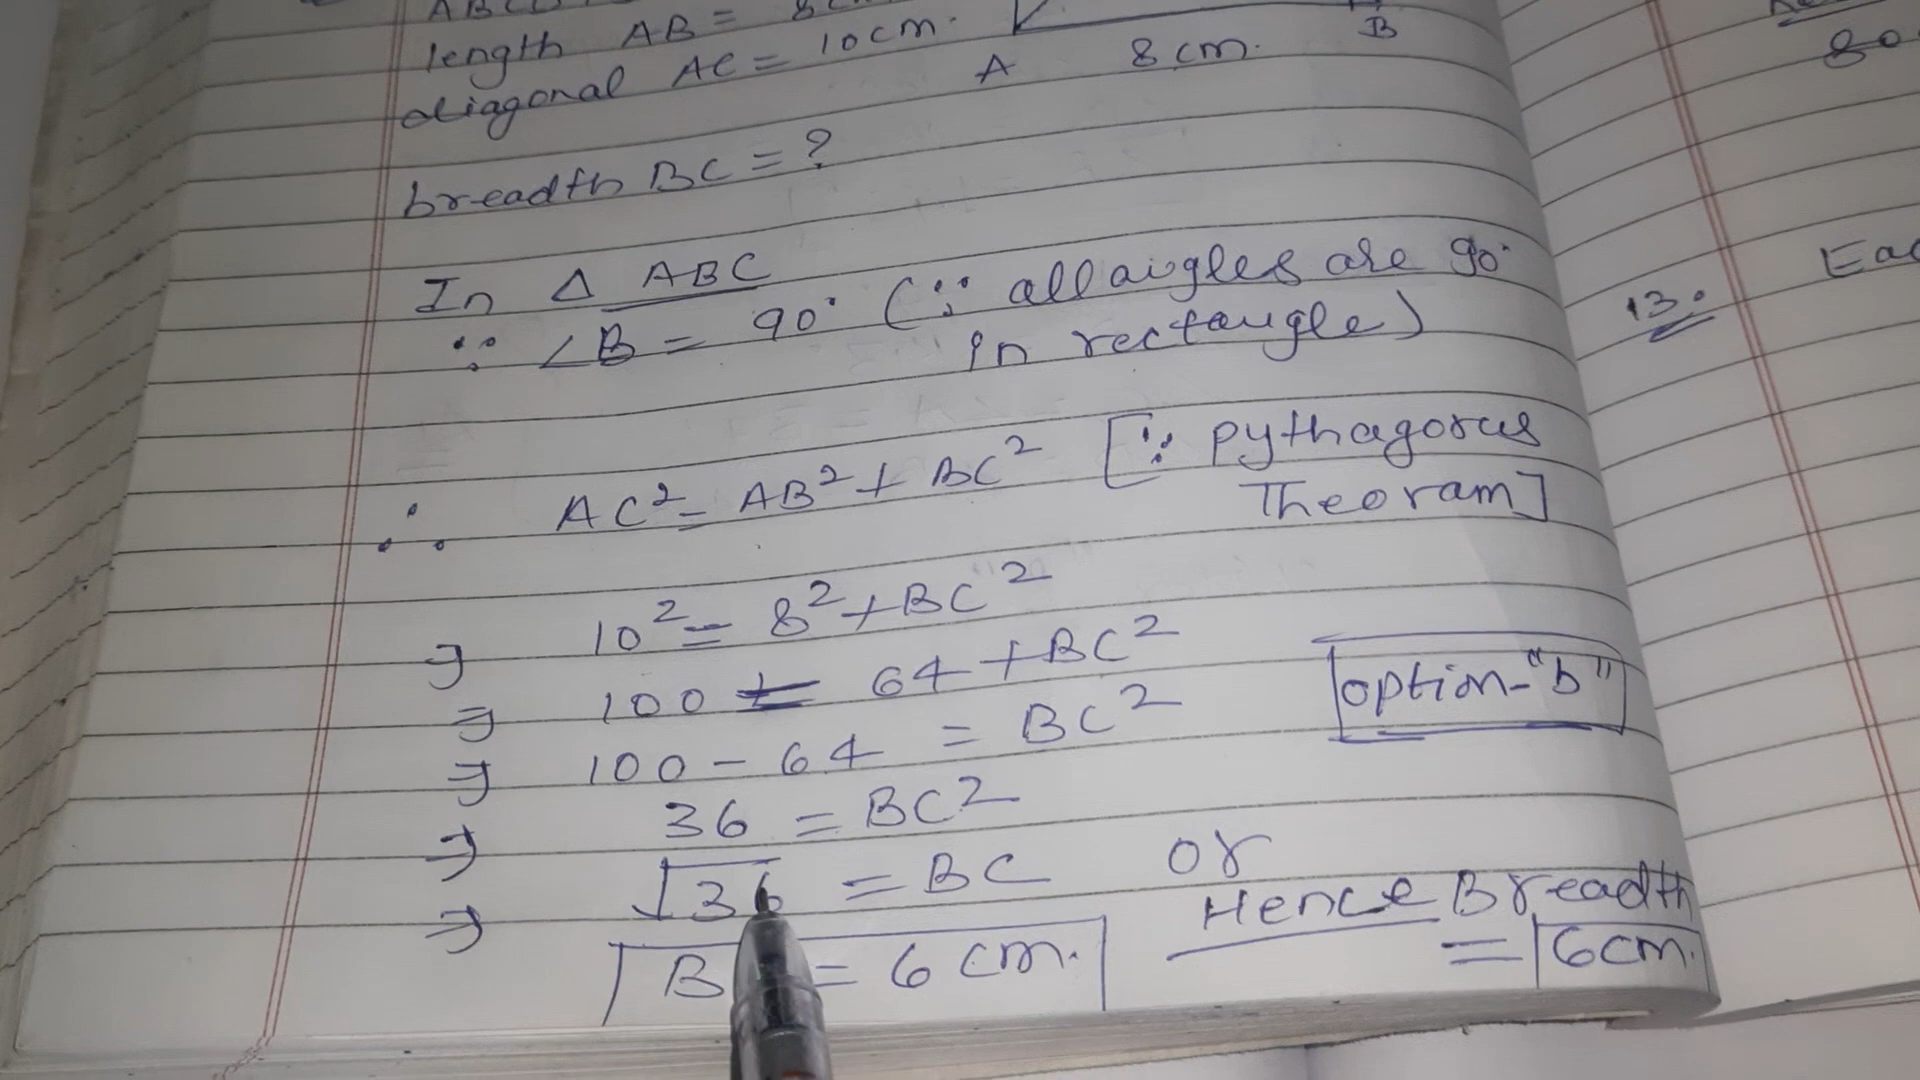 length AB = 8
B
diagonal AC = 10cm.
A 8 cm.
80
breadth BC = ?
In Δ ABC
∵ ∠B = 90° (∵ all angles are 90°
in rectangle)
13.
∴ AC² = AB² + BC² [∵ pythagorus
Theoram]
⇒ 10² = 8² + BC²
⇒ 100 = 64 + BC²
option-"b"
⇒ 100 - 64 = BC²
⇒ 36 = BC²
⇒ √36 = BC or
Hence Breadth
B = 6 cm.
= 6cm.